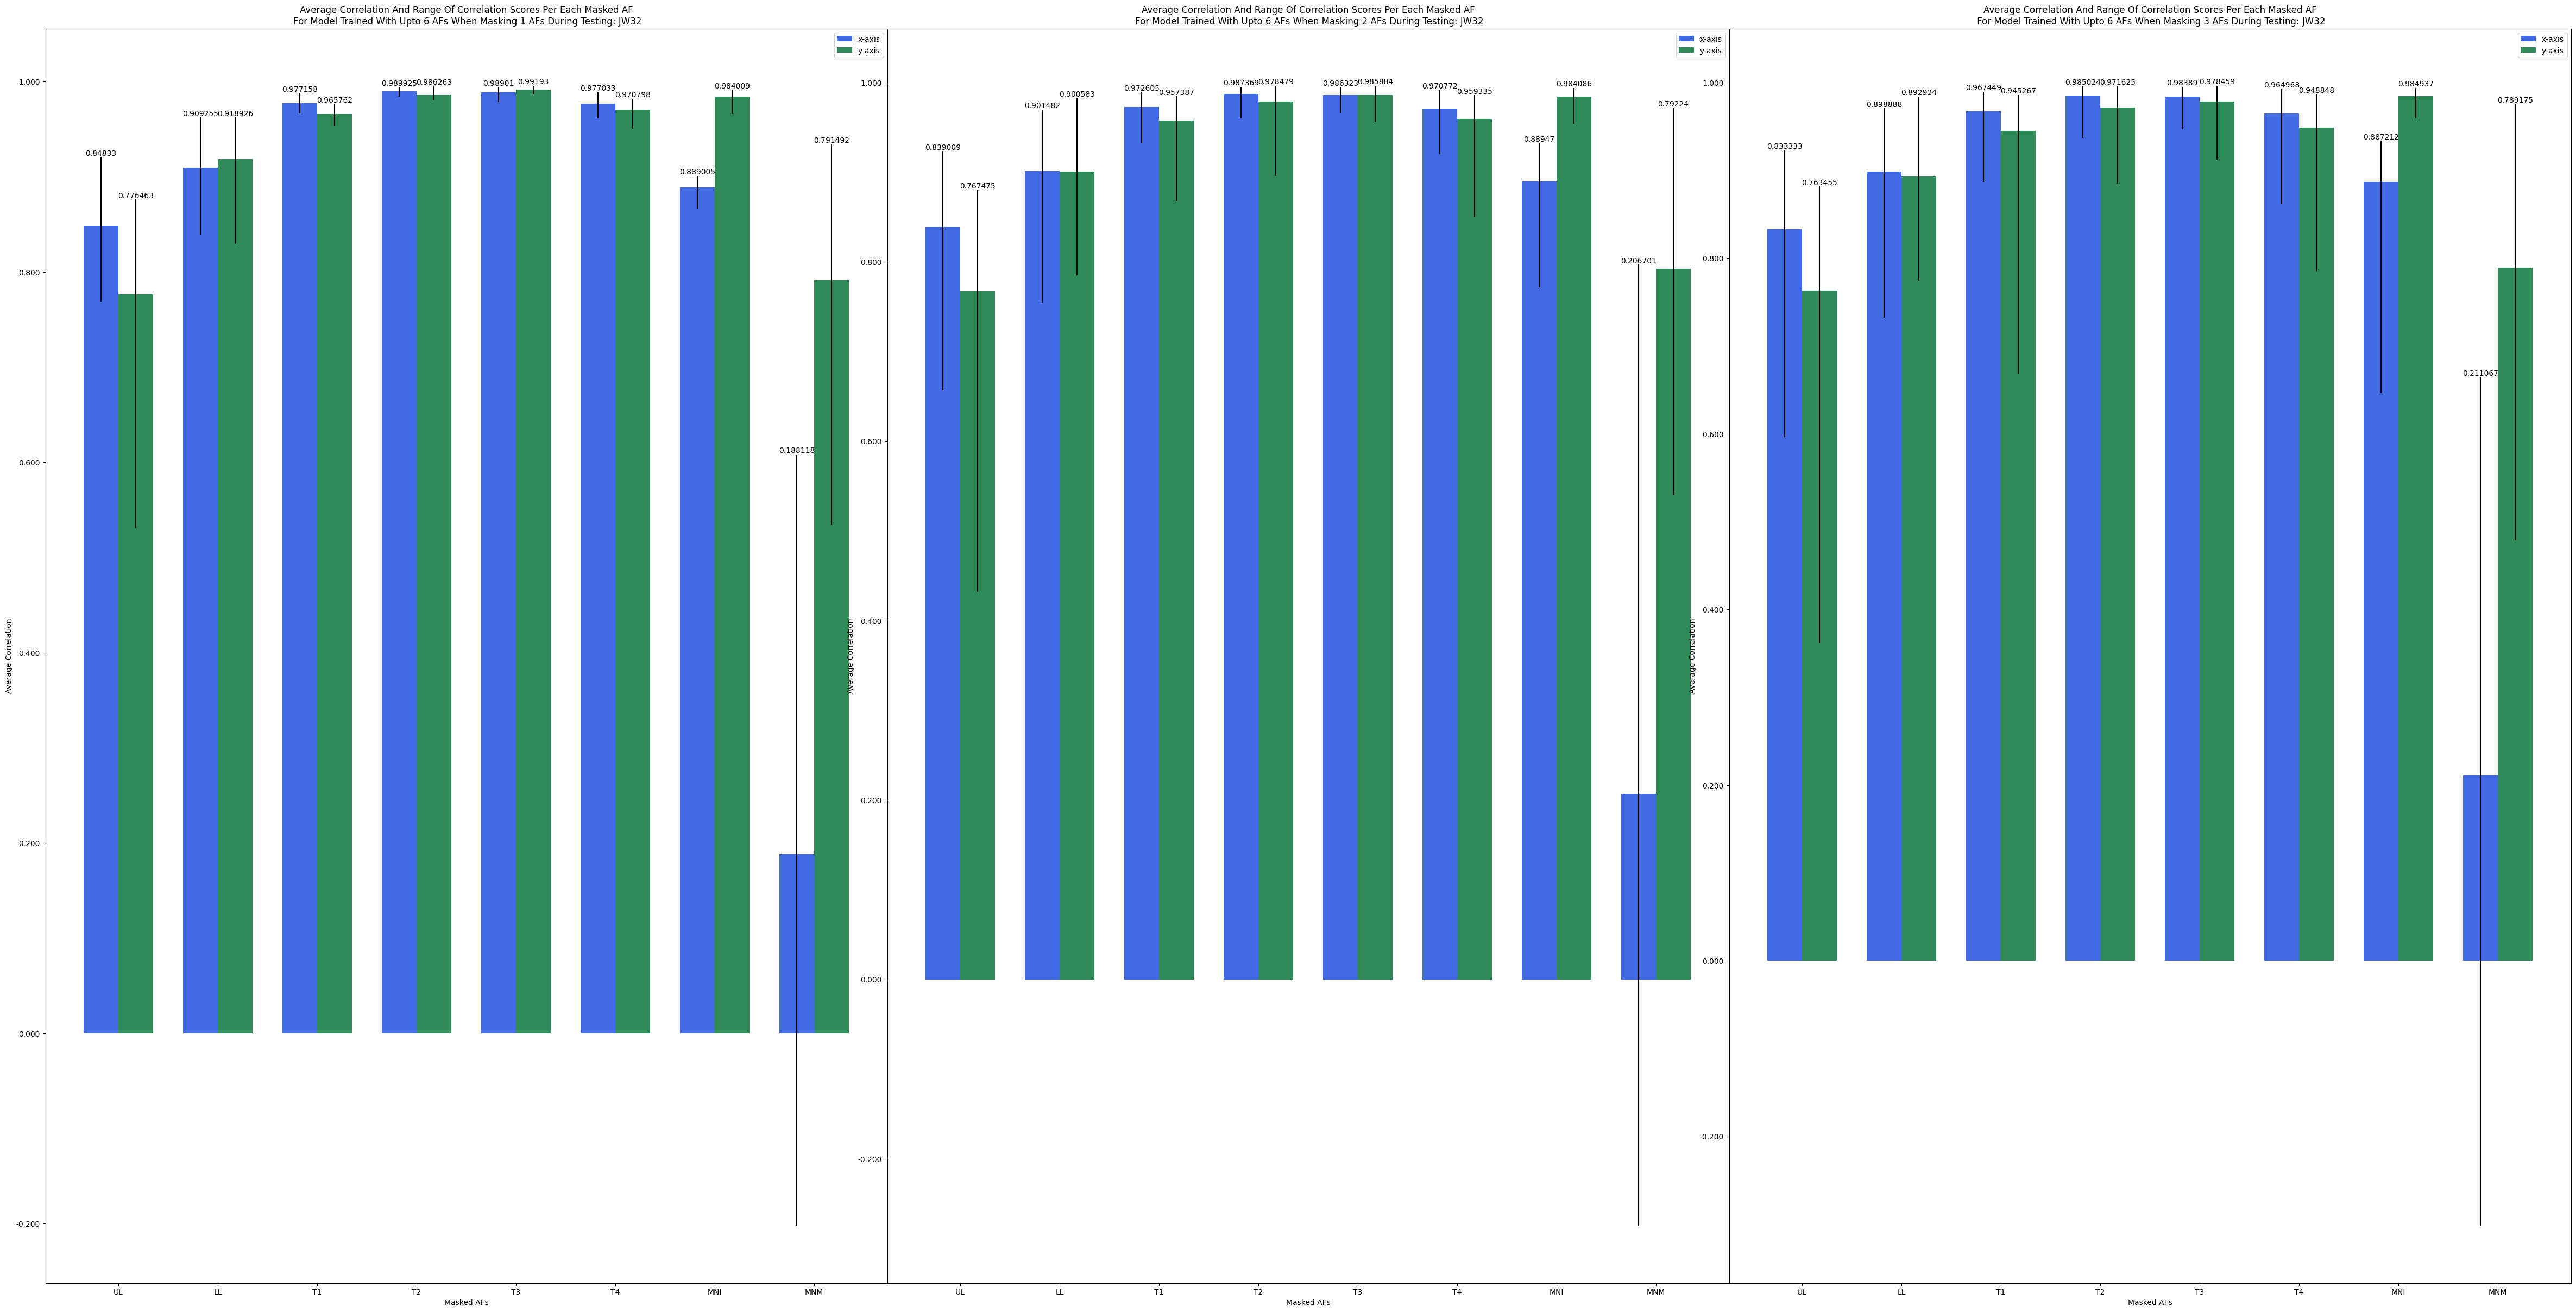 Average Correlation And Range Of Correlation Scores Per Each Masked AF
For Model Trained With Upto 6 AFs When Masking 1 AFs During Testing: JW32
x-axis
y-axis
1.000
0.800
0.600
0.400
0.200
0.000
-0.200
Average Correlation
0.84833
0.776463
0.909255
0.918926
0.977158
0.965762
0.989925
0.986263
0.98901
0.99193
0.977033
0.970798
0.889005
0.984009
0.188118
0.791492
UL
LL
T1
T2
T3
T4
MNI
MNM
Masked AFs
Average Correlation And Range Of Correlation Scores Per Each Masked AF
For Model Trained With Upto 6 AFs When Masking 2 AFs During Testing: JW32
x-axis
y-axis
1.000
0.800
0.600
0.400
0.200
0.000
-0.200
Average Correlation
0.839009
0.767475
0.901482
0.900583
0.972605
0.957387
0.987369
0.978479
0.986323
0.985884
0.970772
0.959335
0.88947
0.984086
0.206701
0.79224
UL
LL
T1
T2
T3
T4
MNI
MNM
Masked AFs
Average Correlation And Range Of Correlation Scores Per Each Masked AF
For Model Trained With Upto 6 AFs When Masking 3 AFs During Testing: JW32
x-axis
y-axis
1.000
0.800
0.600
0.400
0.200
0.000
-0.200
Average Correlation
0.833333
0.763455
0.898888
0.892924
0.967449
0.945267
0.985024
0.971625
0.98389
0.978459
0.964968
0.948848
0.887212
0.984937
0.211067
0.789175
UL
LL
T1
T2
T3
T4
MNI
MNM
Masked AFs